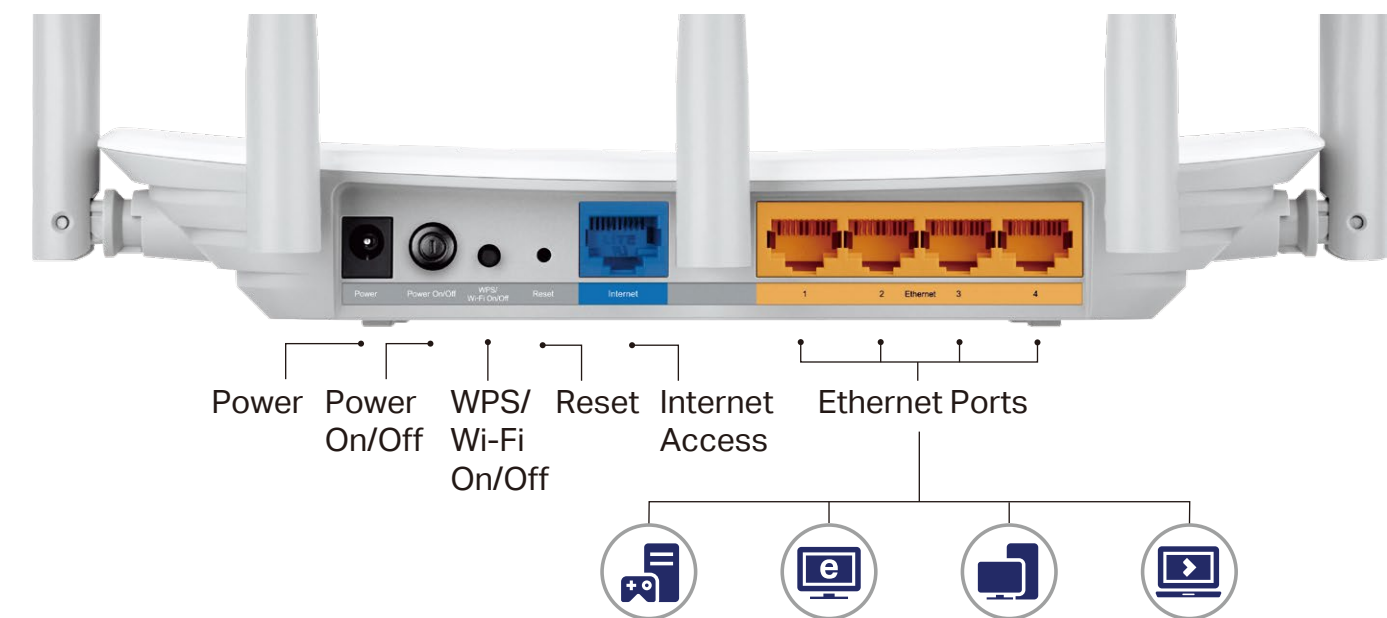 Power Power On/Off WPS/ Wi-Fi On/Off Reset Internet 1 2 Ethernet 3 4
Power
Power
On/Off
WPS/
Wi-Fi
On/Off
Reset
Internet
Access
Ethernet Ports
e